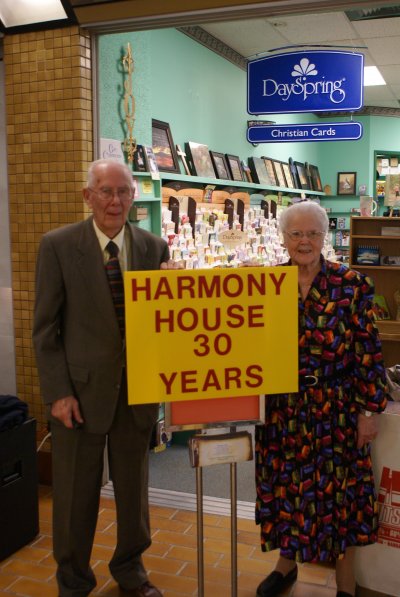 DaySpring
Christian Cards
HARMONY
HOUSE
30
YEARS